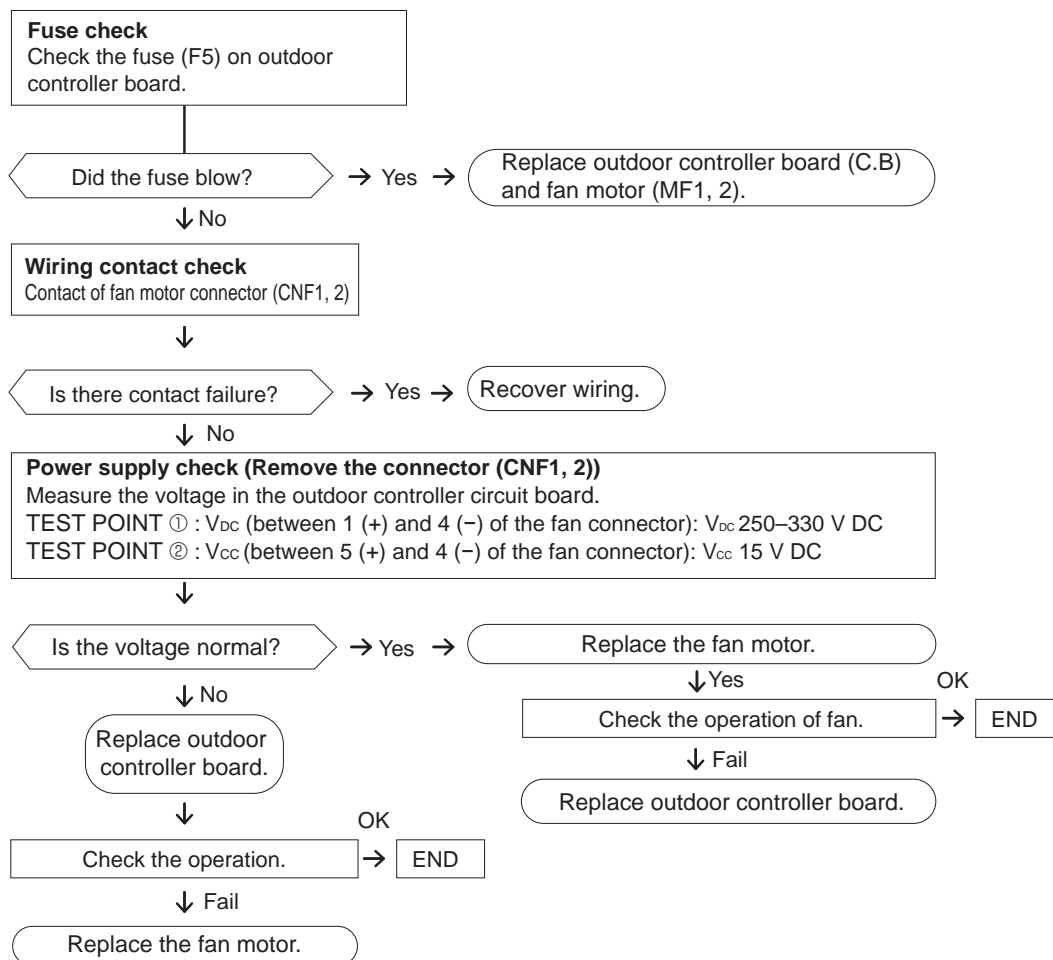 Fuse check
Check the fuse (F5) on outdoor
controller board.
Did the fuse blow?
Yes
Replace outdoor controller board (C.B)
and fan motor (MF1, 2).
No
Wiring contact check
Contact of fan motor connector (CNF1, 2)
Is there contact failure?
Yes
Recover wiring.
No
Power supply check (Remove the connector (CNF1, 2))
Measure the voltage in the outdoor controller circuit board.
TEST POINT ① : VDC (between 1 (+) and 4 (−) of the fan connector): VDC 250–330 V DC
TEST POINT ② : VCC (between 5 (+) and 4 (−) of the fan connector): VCC 15 V DC
Is the voltage normal?
Yes
Replace the fan motor.
Yes
Check the operation of fan.
OK
END
Fail
Replace outdoor controller board.
No
Replace outdoor
controller board.
Check the operation.
OK
END
Fail
Replace the fan motor.